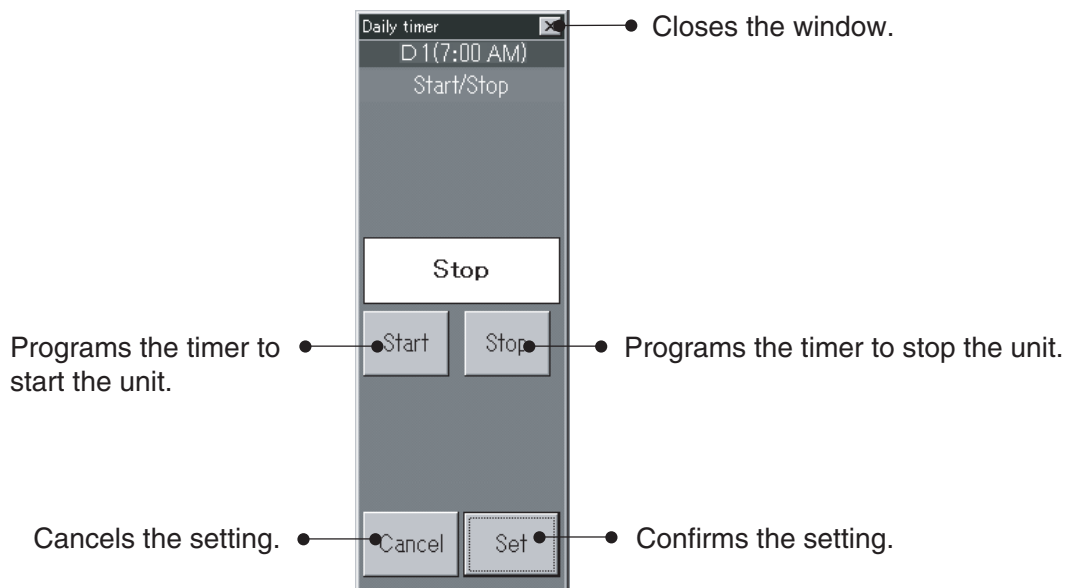 Daily timer
Closes the window.
D1(7:00 AM)
Start/Stop
Stop
Start
Stop
Programs the timer to
start the unit.
Programs the timer to stop the unit.
Cancels the setting.
Cancel
Set
Confirms the setting.